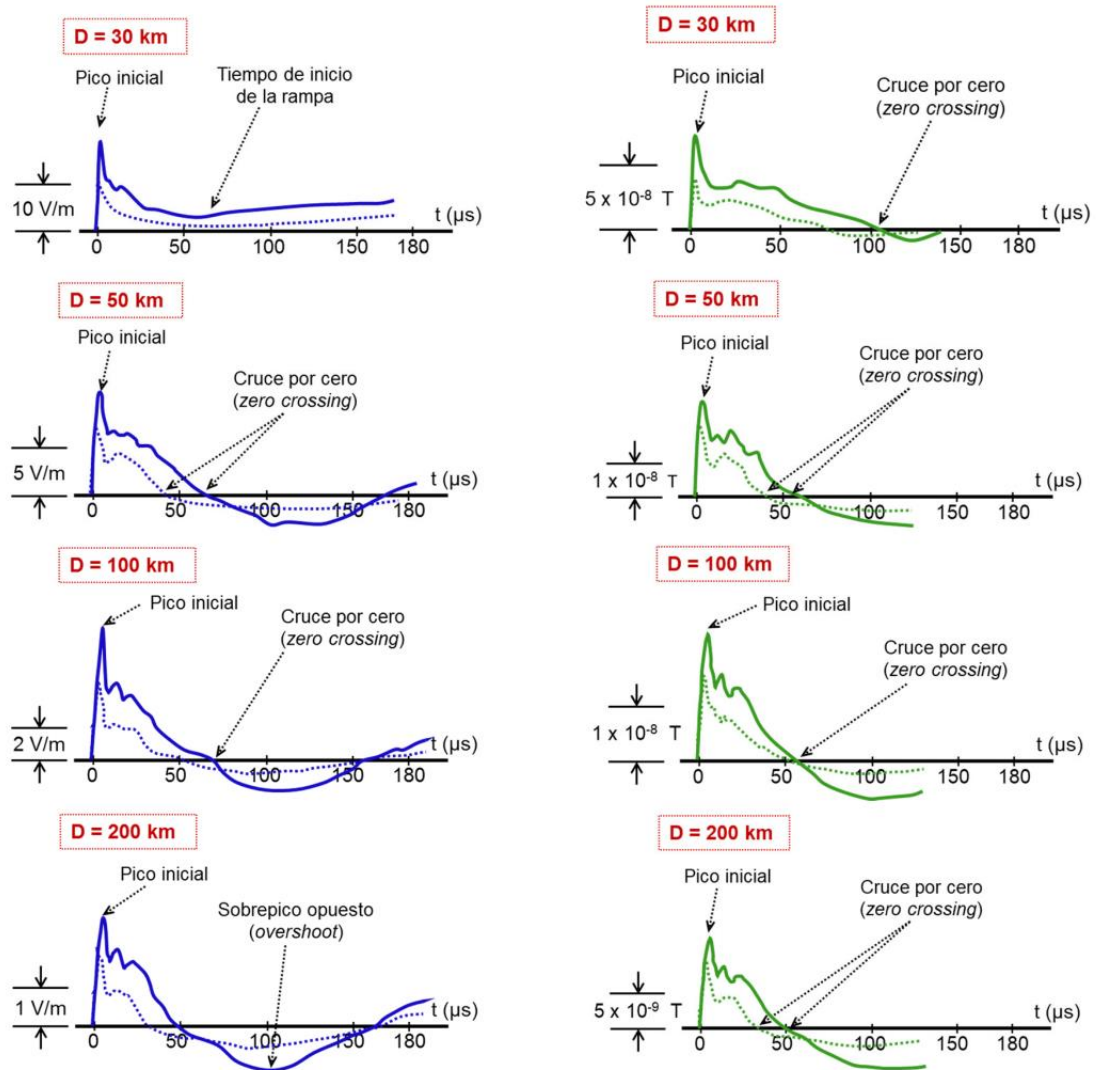 D = 30 km
Pico inicial
Tiempo de inicio
de la rampa
10 V/m
t (µs)
0
50
100
150
180
D = 30 km
Pico inicial
Cruce por cero
(zero crossing)
5 x 10⁻⁸ T
t (µs)
0
50
100
150
180
D = 50 km
Pico inicial
Cruce por cero
(zero crossing)
5 V/m
t (µs)
0
50
100
150
180
D = 50 km
Pico inicial
Cruce por cero
(zero crossing)
1 x 10⁻⁸ T
t (µs)
0
50
100
150
180
D = 100 km
Pico inicial
Cruce por cero
(zero crossing)
2 V/m
t (µs)
0
50
100
150
180
D = 100 km
Pico inicial
Cruce por cero
(zero crossing)
1 x 10⁻⁸ T
t (µs)
0
50
100
150
180
D = 200 km
Pico inicial
Sobrepico opuesto
(overshoot)
1 V/m
t (µs)
0
50
100
150
180
D = 200 km
Pico inicial
Cruce por cero
(zero crossing)
5 x 10⁻⁹ T
t (µs)
0
50
100
150
180